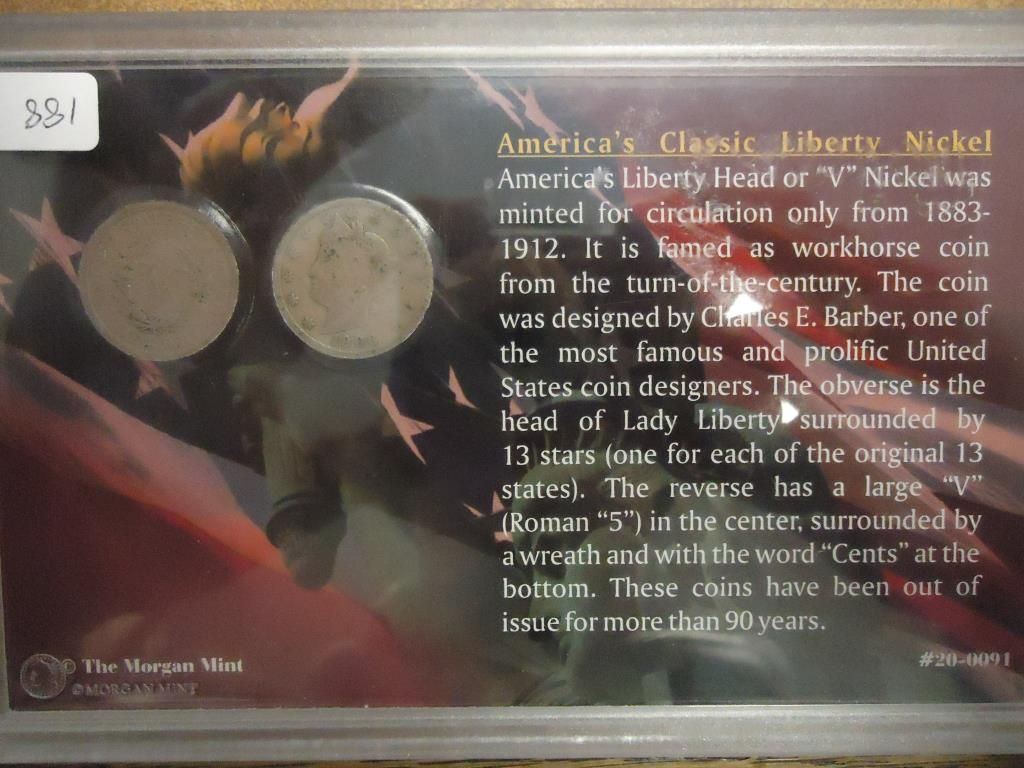 881
America's Classic Liberty Nickel
America's Liberty Head or "V" Nickel was
minted for circulation only from 1883-
1912. It is famed as workhorse coin
from the turn-of-the-century. The coin
was designed by Charles E. Barber, one of
the most famous and prolific United
States coin designers. The obverse is the
head of Lady Liberty surrounded by
13 stars (one for each of the original 13
states). The reverse has a large "V"
(Roman "5") in the center, surrounded by
a wreath and with the word "Cents" at the
bottom. These coins have been out of
issue for more than 90 years.
© The Morgan Mint
© MORGAN MINT
#20-0091